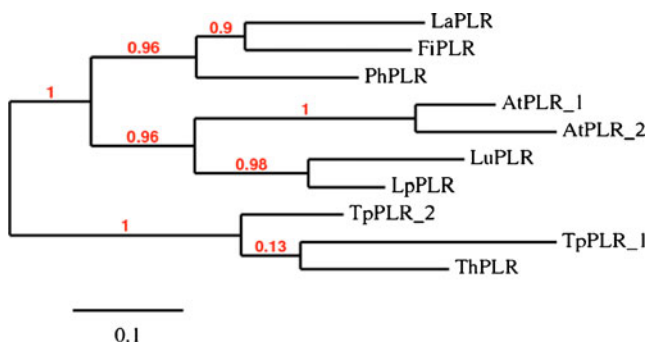 LaPLR
0.9
FiPLR
0.96
PhPLR
1
AtPLR_1
1
AtPLR_2
0.96
LuPLR
0.98
LpPLR
TpPLR_2
1
TpPLR_1
0.13
ThPLR
0.1